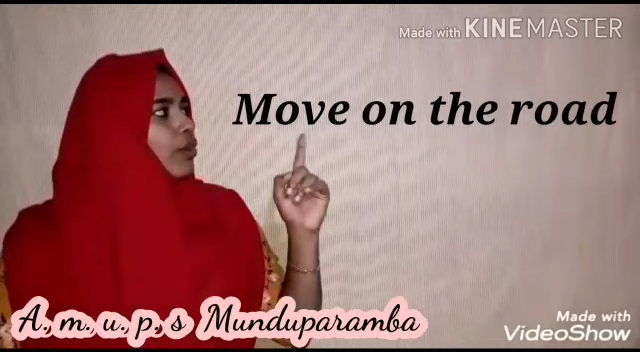 Made with KINEMASTER
Move on the road
A., m. u. p., s Munduparamba
Made with
VideoShow